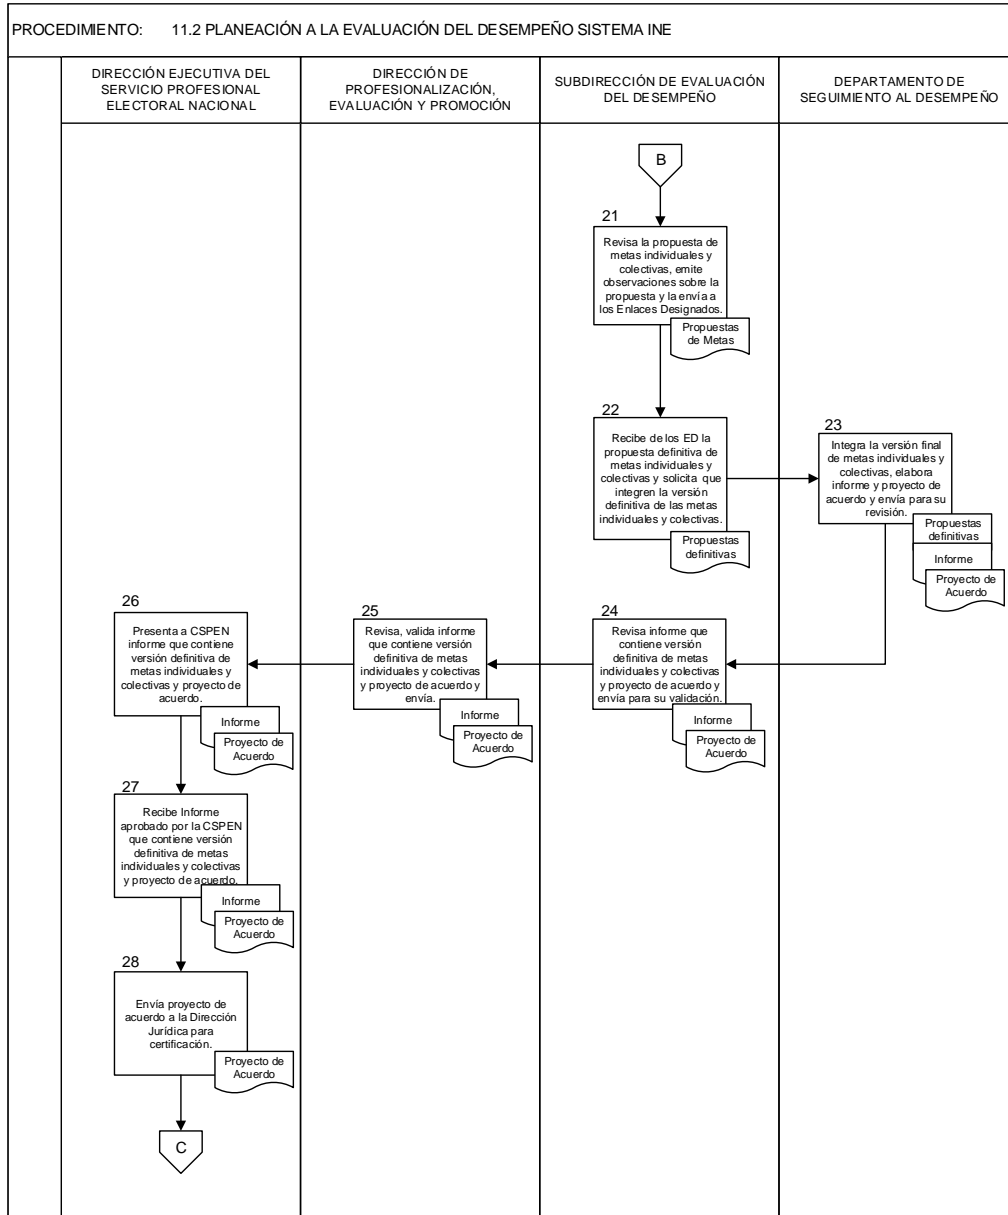 PROCEDIMIENTO: 11.2 PLANEACIÓN A LA EVALUACIÓN DEL DESEMPEÑO SISTEMA INE
DIRECCIÓN EJECUTIVA DEL
SERVICIO PROFESIONAL
ELECTORAL NACIONAL
DIRECCIÓN DE
PROFESIONALIZACIÓN,
EVALUACIÓN Y PROMOCIÓN
SUBDIRECCIÓN DE EVALUACIÓN
DEL DESEMPEÑO
DEPARTAMENTO DE
SEGUIMIENTO AL DESEMPEÑO
B
21
Revisa la propuesta de
metas individuales y
colectivas, emite
observaciones sobre la
propuesta y la envía a
los Enlaces Designados.
Propuestas
de Metas
22
Recibe de los ED la
propuesta definitiva de
metas individuales y
colectivas y solicita que
integren la versión
definitiva de las metas
individuales y colectivas.
Propuestas
definitivas
23
Integra la versión final
de metas individuales y
colectivas, elabora
informe y proyecto de
acuerdo y envía para su
revisión.
Propuestas
definitivas
Informe
Proyecto de
Acuerdo
24
Revisa informe que
contiene versión
definitiva de metas
individuales y colectivas
y proyecto de acuerdo y
envía para su validación.
Informe
Proyecto de
Acuerdo
25
Revisa, valida informe
que contiene versión
definitiva de metas
individuales y colectivas
y proyecto de acuerdo y
envía.
Informe
Proyecto de
Acuerdo
26
Presenta a CSPEN
informe que contiene
versión definitiva de
metas individuales y
colectivas y proyecto de
acuerdo.
Informe
Proyecto de
Acuerdo
27
Recibe Informe
aprobado por la CSPEN
que contiene versión
definitiva de metas
individuales y colectivas
y proyecto de acuerdo.
Informe
Proyecto de
Acuerdo
28
Envía proyecto de
acuerdo a la Dirección
Jurídica para
certificación.
Proyecto de
Acuerdo
C